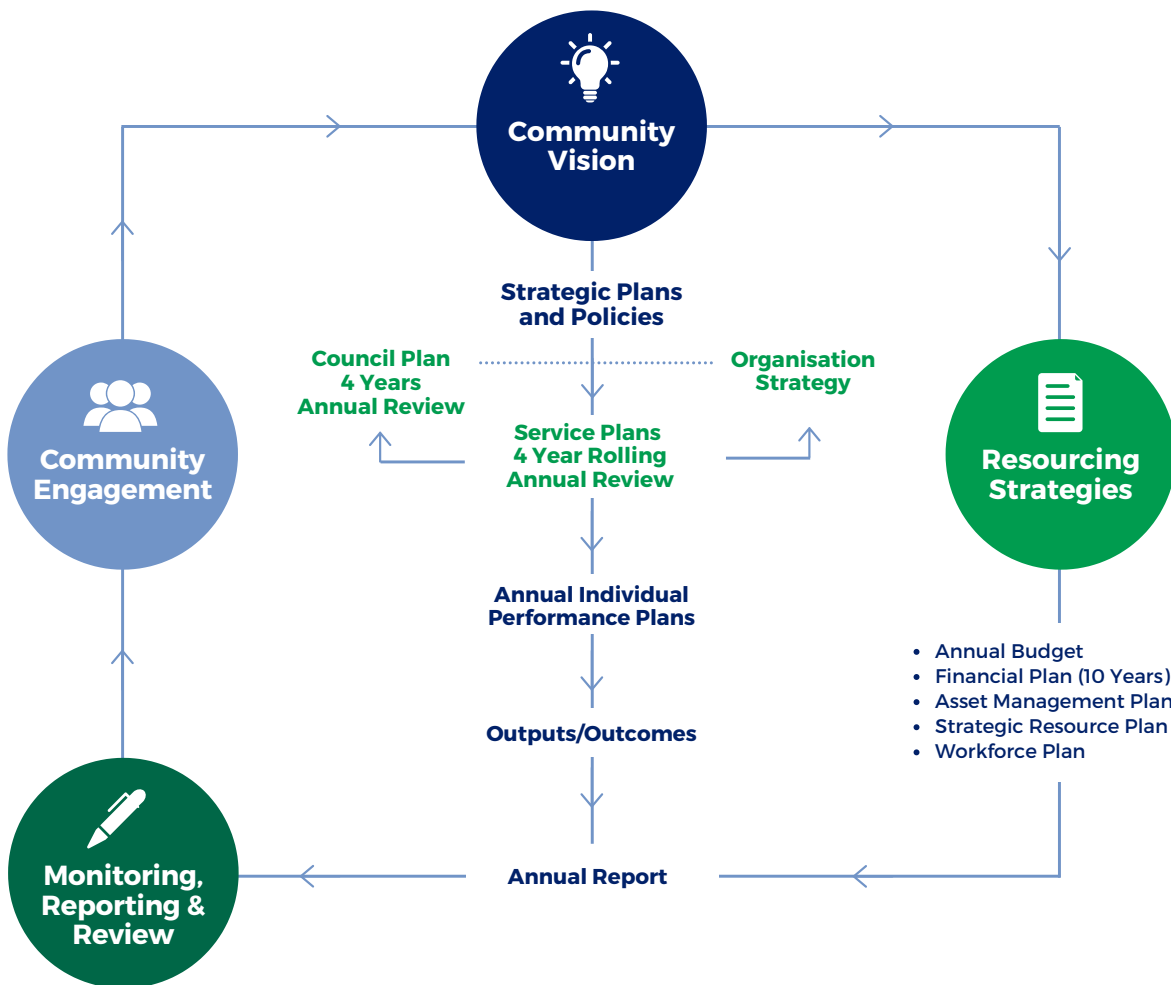 Community
Vision
Strategic Plans
and Policies
Council Plan
4 Years
Annual Review
Organisation
Strategy
Service Plans
4 Year Rolling
Annual Review
Community
Engagement
Resourcing
Strategies
Annual Individual
Performance Plans
• Annual Budget
• Financial Plan (10 Years)
• Asset Management Plan
• Strategic Resource Plan
• Workforce Plan
Outputs/Outcomes
Monitoring,
Reporting &
Review
Annual Report